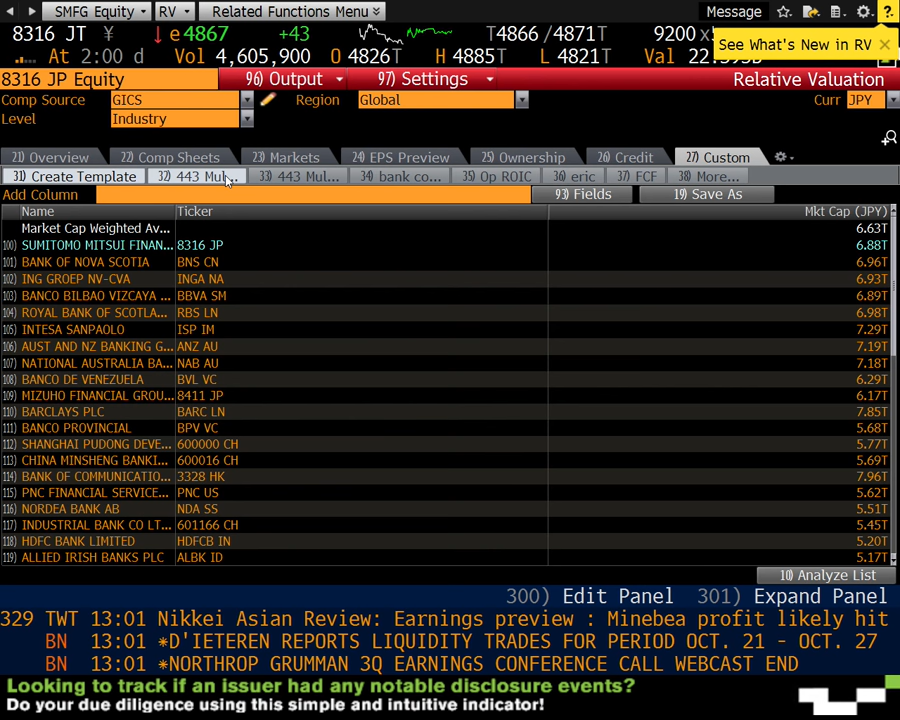 SMFG Equity RV Related Functions Menu Message ?
8316 JT ¥ ↓ e4867 +43 T4866 /4871T 9200 x
At 2:00 d Vol 4,605,900 O 4826T H 4885T L 4821T Val
See What's New in RV ×
8316 JP Equity 96) Output 97) Settings Relative Valuation
Comp Source GICS Region Global Curr JPY
Level Industry
21) Overview 22) Comp Sheets 23) Markets 24) EPS Preview 25) Ownership 26) Credit 27) Custom
31) Create Template 32) 443 Mul... 33) 443 Mul... 34) bank co... 35) Op ROIC 36) eric 37) FCF 38) More...
Add Column 93) Fields 19) Save As
Name Ticker Mkt Cap (JPY)
Market Cap Weighted Av... 6.63T
100) SUMITOMO MITSUI FINAN... 8316 JP 6.88T
101) BANK OF NOVA SCOTIA BNS CN 6.96T
102) ING GROEP NV-CVA INGA NA 6.93T
103) BANCO BILBAO VIZCAYA ... BBVA SM 6.89T
104) ROYAL BANK OF SCOTLA... RBS LN 6.98T
105) INTESA SANPAOLO ISP IM 7.29T
106) AUST AND NZ BANKING G... ANZ AU 7.19T
107) NATIONAL AUSTRALIA BA... NAB AU 7.18T
108) BANCO DE VENEZUELA BVL VC 6.29T
109) MIZUHO FINANCIAL GROU... 8411 JP 6.17T
110) BARCLAYS PLC BARC LN 7.85T
111) BANCO PROVINCIAL BPV VC 5.68T
112) SHANGHAI PUDONG DEVE... 600000 CH 5.77T
113) CHINA MINSHENG BANKI... 600016 CH 5.69T
114) BANK OF COMMUNICATIO... 3328 HK 7.96T
115) PNC FINANCIAL SERVICE... PNC US 5.62T
116) NORDEA BANK AB NDA SS 5.51T
117) INDUSTRIAL BANK CO LT... 601166 CH 5.45T
118) HDFC BANK LIMITED HDFCB IN 5.20T
119) ALLIED IRISH BANKS PLC ALBK ID 5.17T
10) Analyze List
300) Edit Panel 301) Expand Panel
329 TWT 13:01 Nikkei Asian Review: Earnings preview : Minebea profit likely hit
BN 13:01 *D'IETEREN REPORTS LIQUIDITY TRADES FOR PERIOD OCT. 21 - OCT. 27
BN 13:01 *NORTHROP GRUMMAN 3Q EARNINGS CONFERENCE CALL WEBCAST END
Looking to track if an issuer had any notable disclosure events?
Do your due diligence using this simple and intuitive indicator!